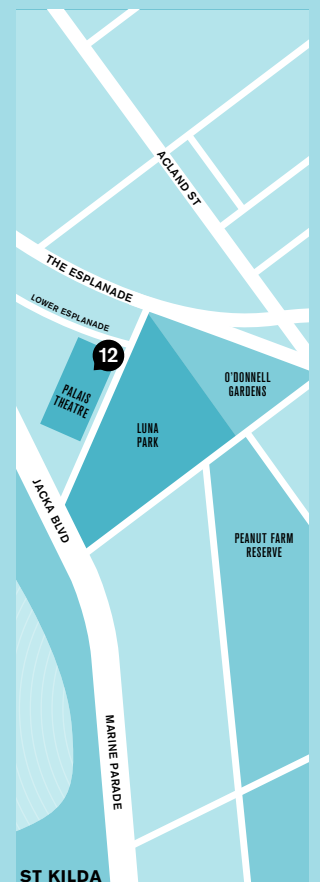 ACLAND ST
THE ESPLANADE
LOWER ESPLANADE
12
PALAIS
THEATRE
O'DONNELL
GARDENS
LUNA
PARK
JACKA BLVD
PEANUT FARM
RESERVE
MARINE PARADE
ST KILDA